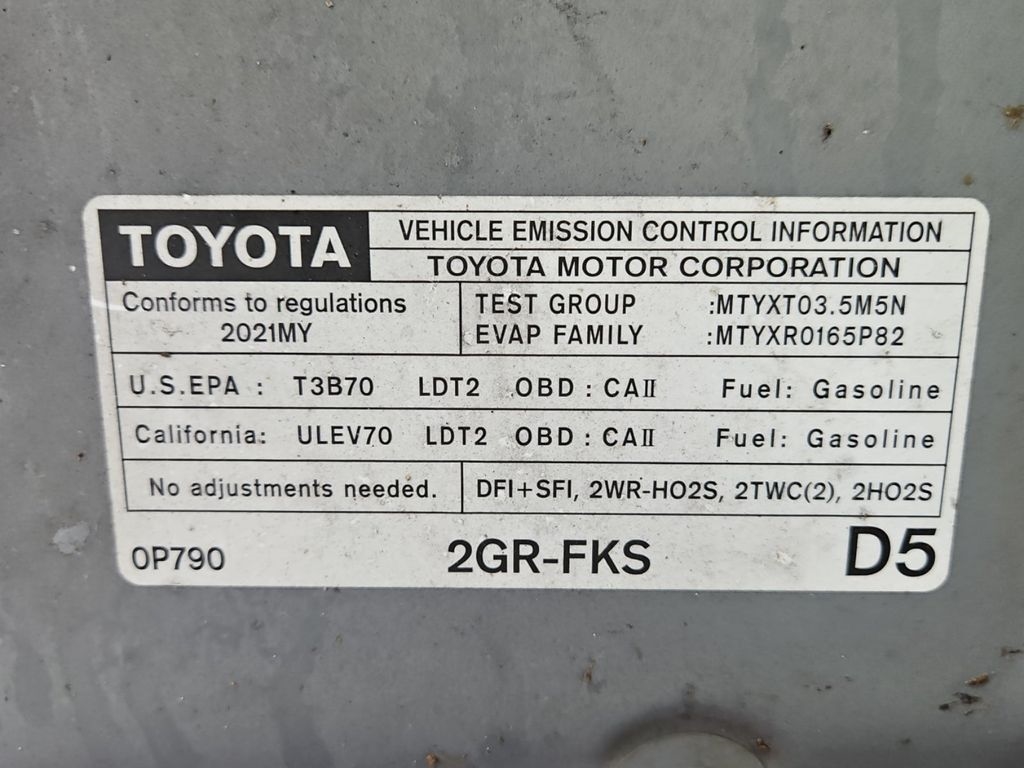 TOYOTA
VEHICLE EMISSION CONTROL INFORMATION
TOYOTA MOTOR CORPORATION
Conforms to regulations
2021MY
TEST GROUP :MTYXT03.5M5N
EVAP FAMILY :MTYXR0165P82
U.S.EPA : T3B70 LDT2 OBD : CAⅡ Fuel: Gasoline
California: ULEV70 LDT2 OBD : CAⅡ Fuel: Gasoline
No adjustments needed.
DFI+SFI, 2WR-HO2S, 2TWC(2), 2HO2S
0P790
2GR-FKS
D5